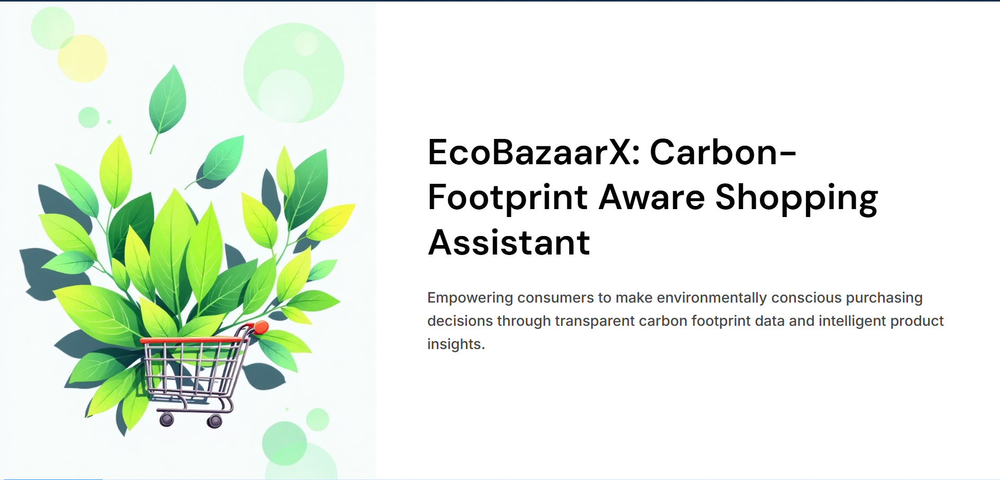 EcoBazaarX: Carbon-
Footprint Aware Shopping
Assistant
Empowering consumers to make environmentally conscious purchasing
decisions through transparent carbon footprint data and intelligent product
insights.